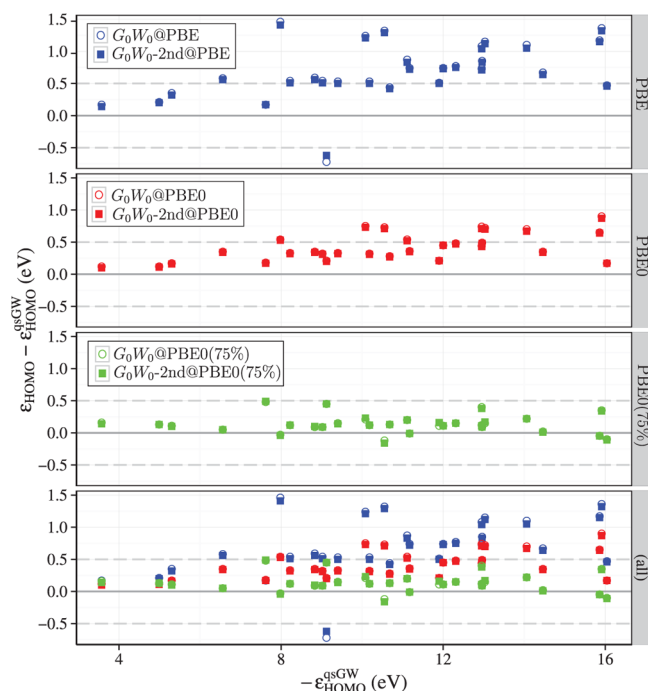 1.5
1.0
0.5
0.0
−0.5
G₀W₀@PBE
G₀W₀-2nd@PBE
PBE
1.5
1.0
0.5
0.0
−0.5
G₀W₀@PBE0
G₀W₀-2nd@PBE0
PBE0
1.5
1.0
0.5
0.0
−0.5
G₀W₀@PBE0(75%)
G₀W₀-2nd@PBE0(75%)
PBE0(75%)
1.5
1.0
0.5
0.0
−0.5
(all)
4 8 12 16
εHOMO − ε^qsGW_HOMO (eV)
−ε^qsGW_HOMO (eV)